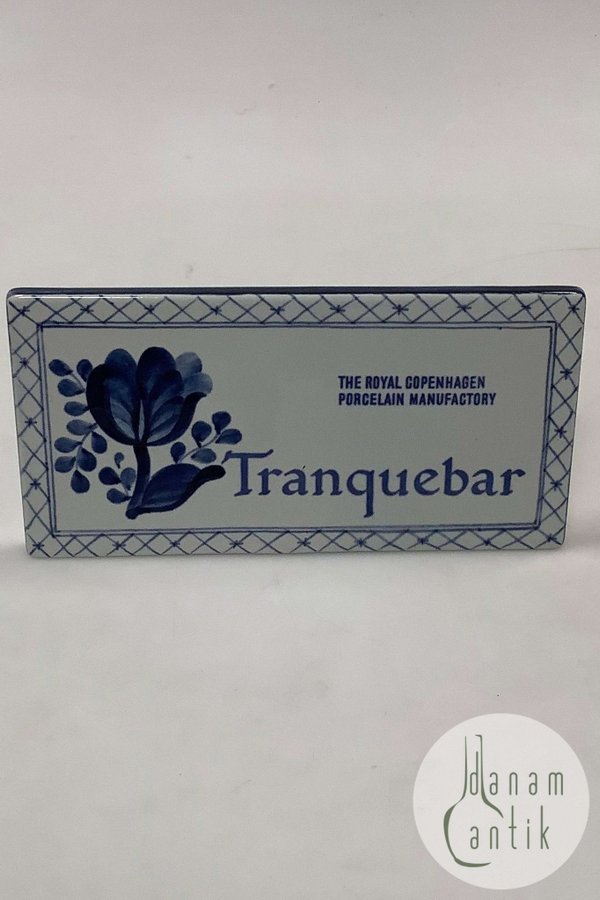 THE ROYAL COPENHAGEN
PORCELAIN MANUFACTORY
Tranquebar
danam
antik